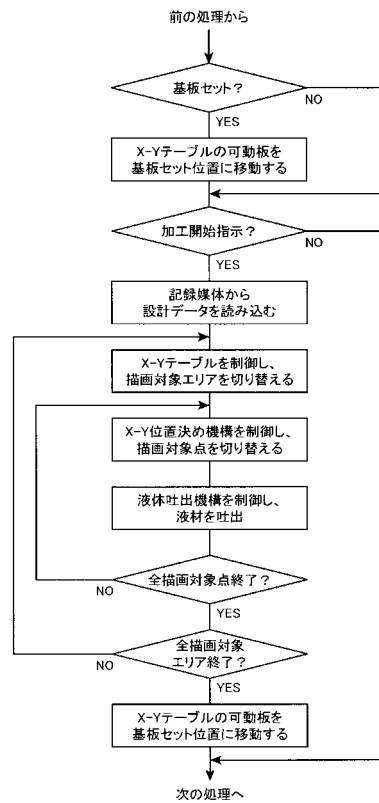 前の処理から
基板セット？
NO
YES
X-Yテーブルの可動板を
基板セット位置に移動する
加工開始指示？
NO
YES
記録媒体から
設計データを読み込む
X-Yテーブルを制御し、
描画対象エリアを切り替える
X-Y位置決め機構を制御し、
描画対象点を切り替える
液体吐出機構を制御し、
液材を吐出
全描画対象点終了？
NO
YES
全描画対象
エリア終了？
NO
YES
X-Yテーブルの可動板を
基板セット位置に移動する
次の処理へ